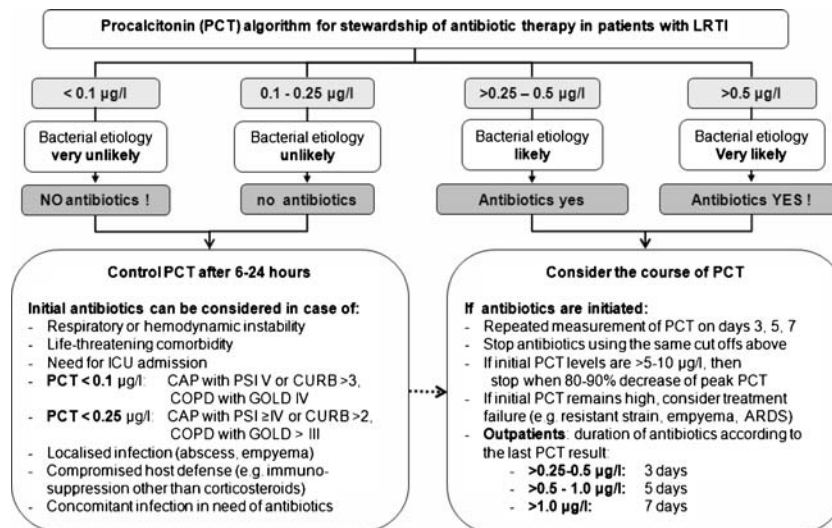 Procalcitonin (PCT) algorithm for stewardship of antibiotic therapy in patients with LRTI
< 0.1 µg/l
0.1 - 0.25 µg/l
>0.25 – 0.5 µg/l
>0.5 µg/l
Bacterial etiology
very unlikely
Bacterial etiology
unlikely
Bacterial etiology
likely
Bacterial etiology
Very likely
NO antibiotics !
no antibiotics
Antibiotics yes
Antibiotics YES !
Control PCT after 6-24 hours
Initial antibiotics can be considered in case of:
- Respiratory or hemodynamic instability
- Life-threatening comorbidity
- Need for ICU admission
- PCT < 0.1 µg/l: CAP with PSI V or CURB >3,
COPD with GOLD IV
- PCT < 0.25 µg/l: CAP with PSI ≥IV or CURB >2,
COPD with GOLD > III
- Localised infection (abscess, empyema)
- Compromised host defense (e.g. immuno-
suppression other than corticosteroids)
- Concomitant infection in need of antibiotics
Consider the course of PCT
If antibiotics are initiated:
- Repeated measurement of PCT on days 3, 5, 7
- Stop antibiotics using the same cut offs above
- If initial PCT levels are >5-10 µg/l, then
stop when 80-90% decrease of peak PCT
- If initial PCT remains high, consider treatment
failure (e.g. resistant strain, empyema, ARDS)
- Outpatients: duration of antibiotics according to
the last PCT result:
- >0.25-0.5 µg/l: 3 days
- >0.5 - 1.0 µg/l: 5 days
- >1.0 µg/l: 7 days